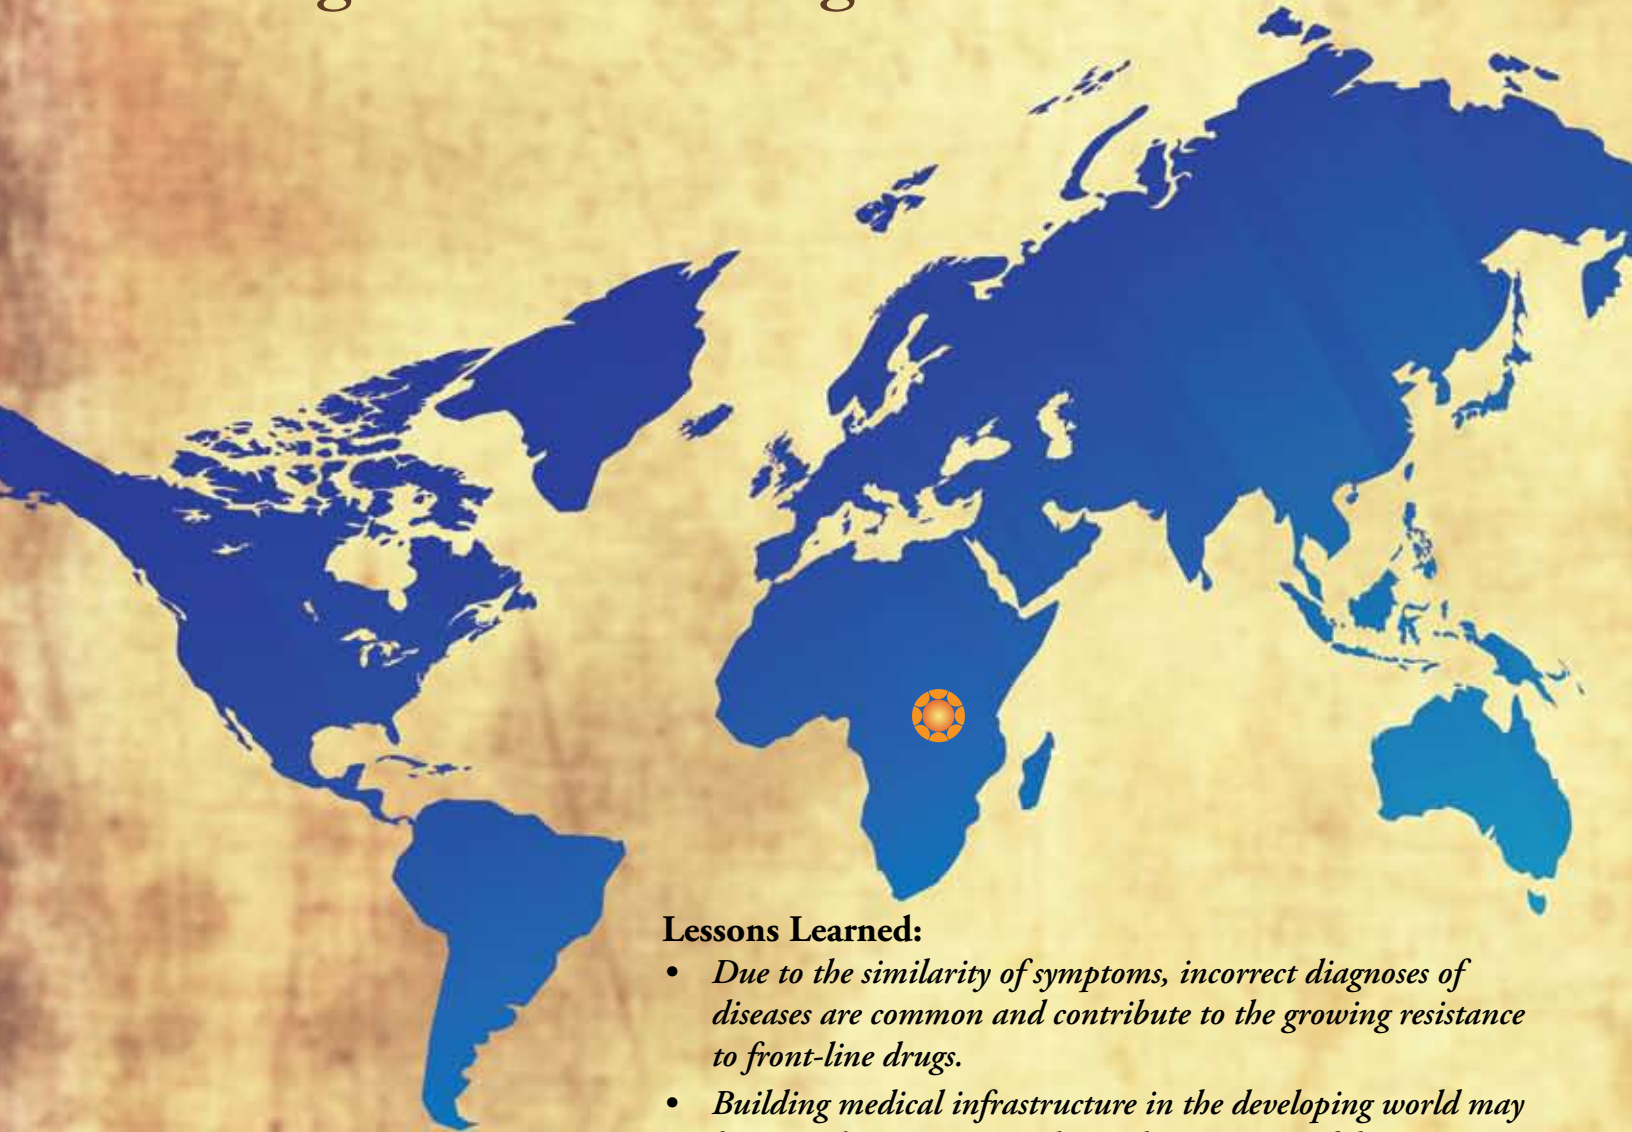 Lessons Learned:
• Due to the similarity of symptoms, incorrect diagnoses of
diseases are common and contribute to the growing resistance
to front-line drugs.
• Building medical infrastructure in the developing world may